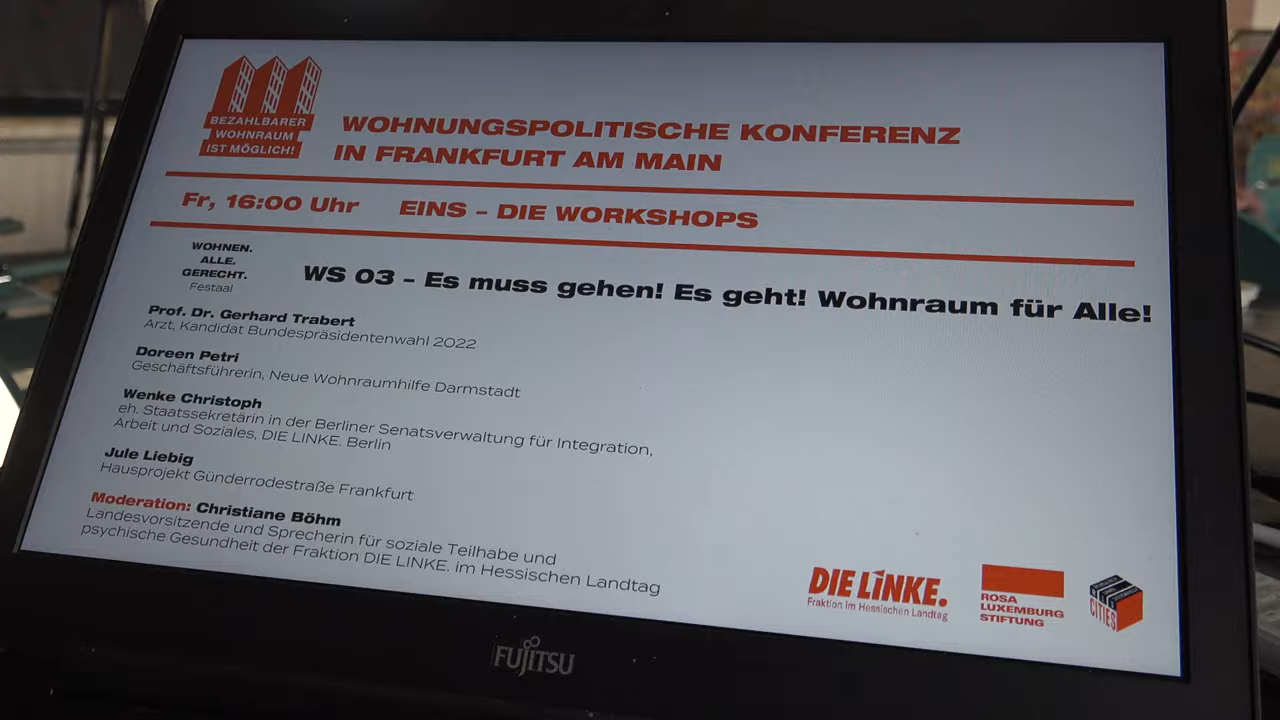 BEZAHLBARER
WOHNRAUM
IST MÖGLICH!
WOHNUNGSPOLITISCHE KONFERENZ
IN FRANKFURT AM MAIN
Fr, 16:00 Uhr EINS – DIE WORKSHOPS
WOHNEN.
ALLE.
GERECHT.
Festaal
WS 03 – Es muss gehen! Es geht! Wohnraum für Alle!
Prof. Dr. Gerhard Trabert
Arzt, Kandidat Bundespräsidentenwahl 2022
Doreen Petri
Geschäftsführerin, Neue Wohnraumhilfe Darmstadt
Wenke Christoph
eh. Staatssekretärin in der Berliner Senatsverwaltung für Integration,
Arbeit und Soziales, DIE LINKE. Berlin
Jule Liebig
Hausprojekt Günderrodestraße Frankfurt
Moderation: Christiane Böhm
Landesvorsitzende und Sprecherin für soziale Teilhabe und
psychische Gesundheit der Fraktion DIE LINKE. im Hessischen Landtag
DIE LINKE.
Fraktion im Hessischen Landtag
ROSA
LUXEMBURG
STIFTUNG
CITIES
FUJITSU